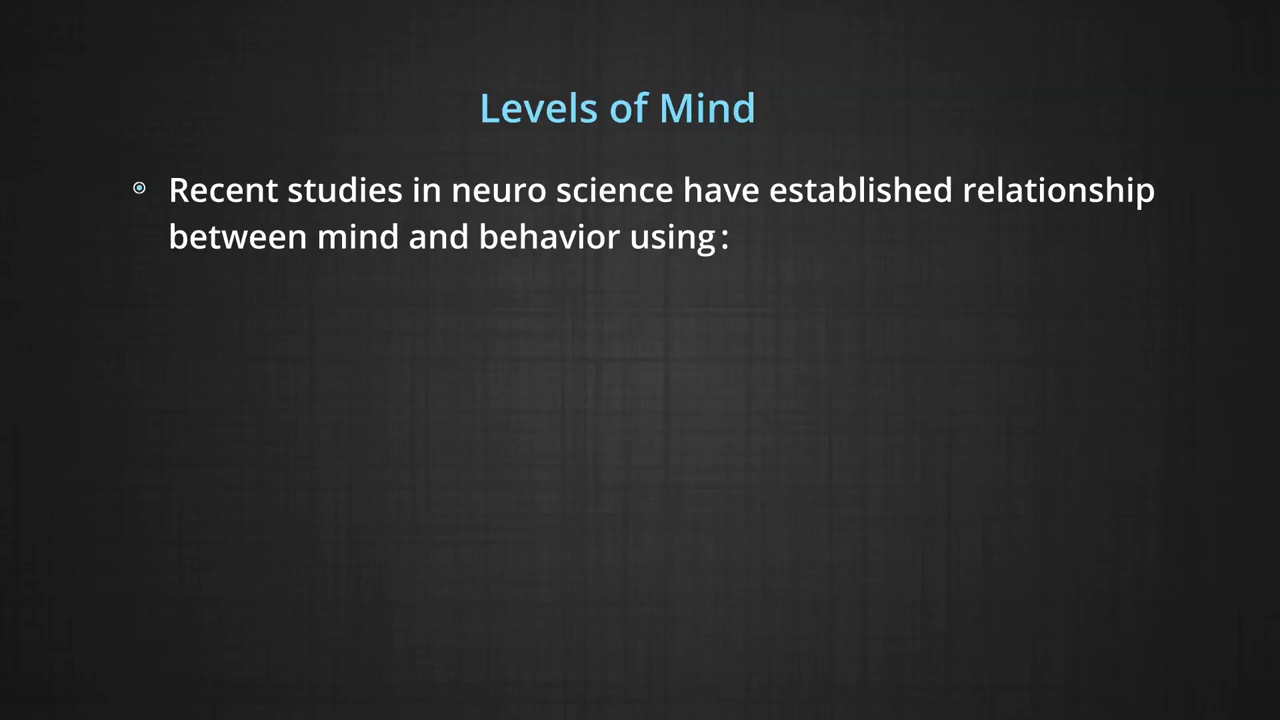 Levels of Mind
Recent studies in neuro science have established relationship
between mind and behavior using: